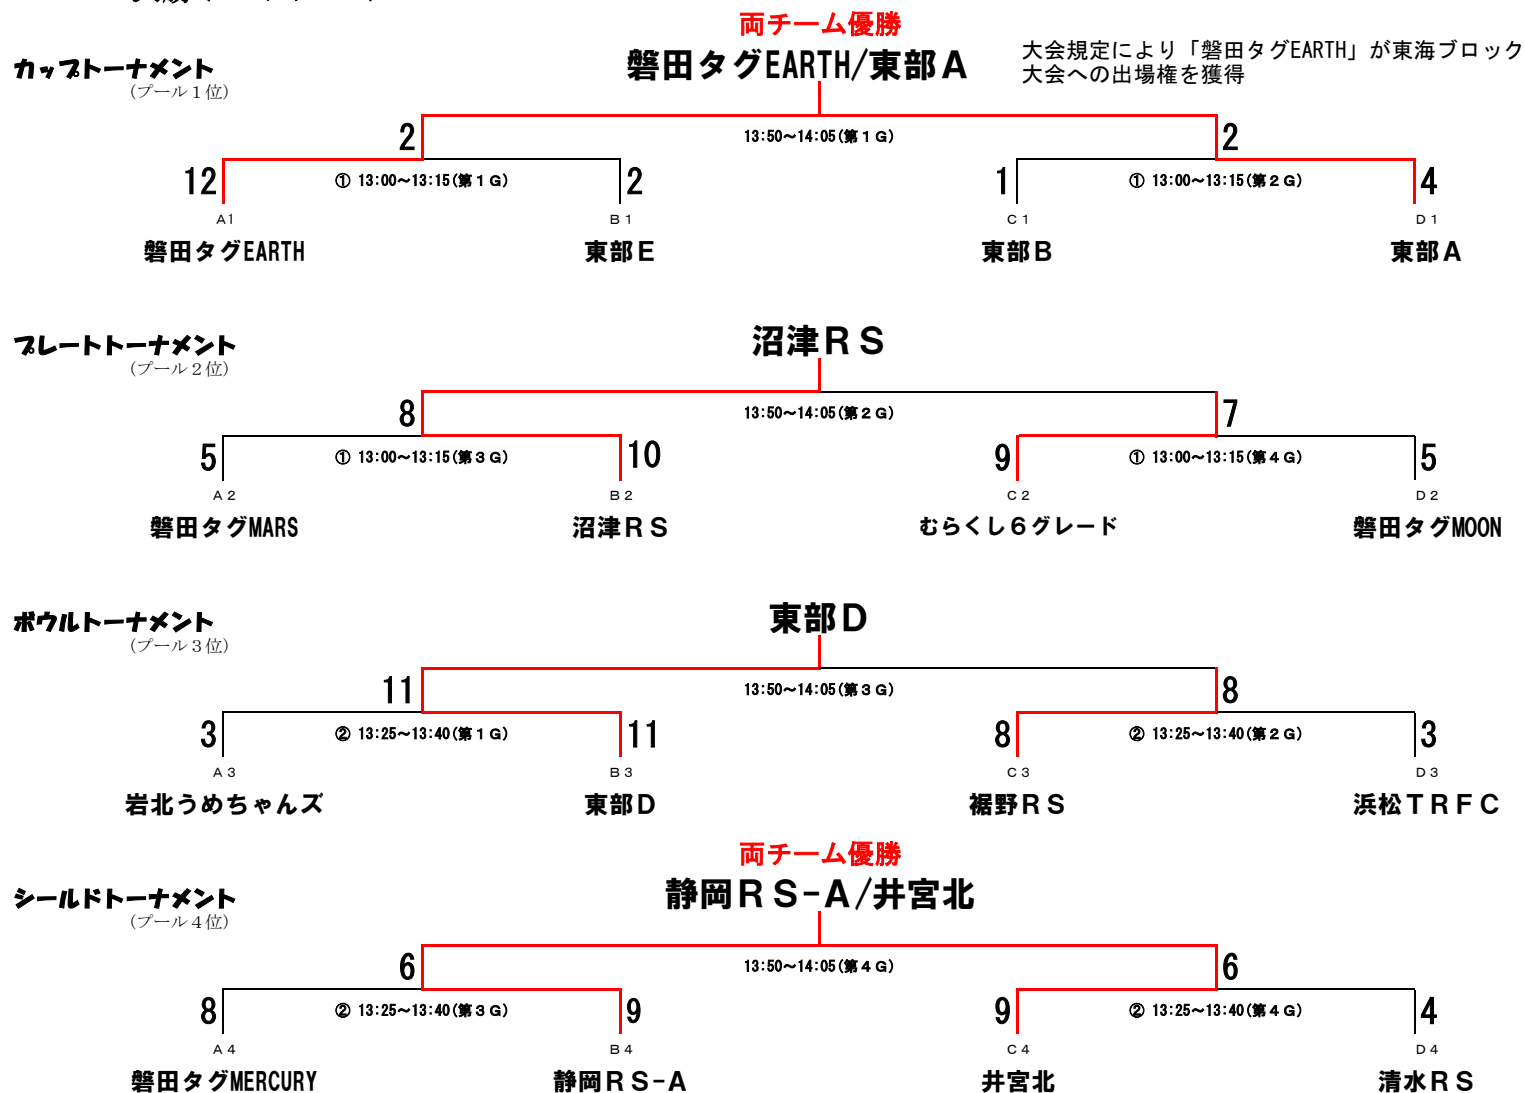 両チーム優勝
カップトーナメント
磐田タグEARTH/東部A
大会規定により「磐田タグEARTH」が東海ブロック
大会への出場権を獲得
(プール1位)
2 13:50～14:05(第1G) 2
12 ① 13:00～13:15(第1G) 2 1 ① 13:00～13:15(第2G) 4
A1 B1 C1 D1
磐田タグEARTH 東部E 東部B 東部A
プレートトーナメント
沼津RS
(プール2位)
8 13:50～14:05(第2G) 7
5 ① 13:00～13:15(第3G) 10 9 ① 13:00～13:15(第4G) 5
A2 B2 C2 D2
磐田タグMARS 沼津RS むらくし6グレード 磐田タグMOON
ボウルトーナメント
東部D
(プール3位)
11 13:50～14:05(第3G) 8
3 ② 13:25～13:40(第1G) 11 8 ② 13:25～13:40(第2G) 3
A3 B3 C3 D3
岩北うめちゃんズ 東部D 裾野RS 浜松TRFC
両チーム優勝
シールドトーナメント
静岡RS-A/井宮北
(プール4位)
6 13:50～14:05(第4G) 6
8 ② 13:25～13:40(第3G) 9 9 ② 13:25～13:40(第4G) 4
A4 B4 C4 D4
磐田タグMERCURY 静岡RS-A 井宮北 清水RS